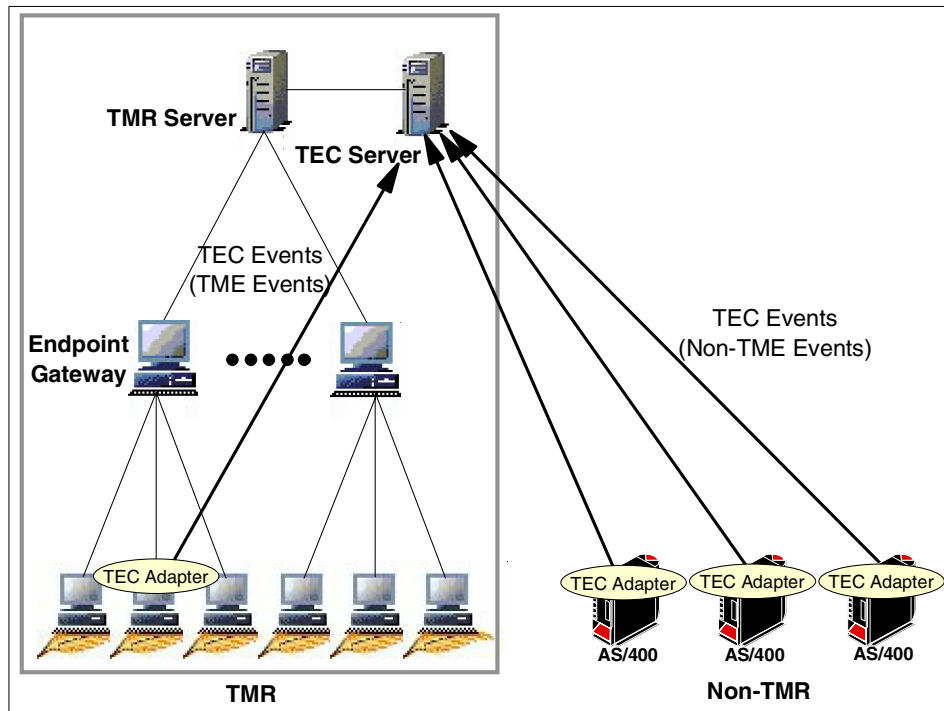 TMR Server
TEC Server
TEC Events
(TME Events)
Endpoint
Gateway
TEC Events
(Non-TME Events)
TEC Adapter
TEC Adapter
TEC Adapter
TEC Adapter
AS/400
AS/400
AS/400
TMR
Non-TMR